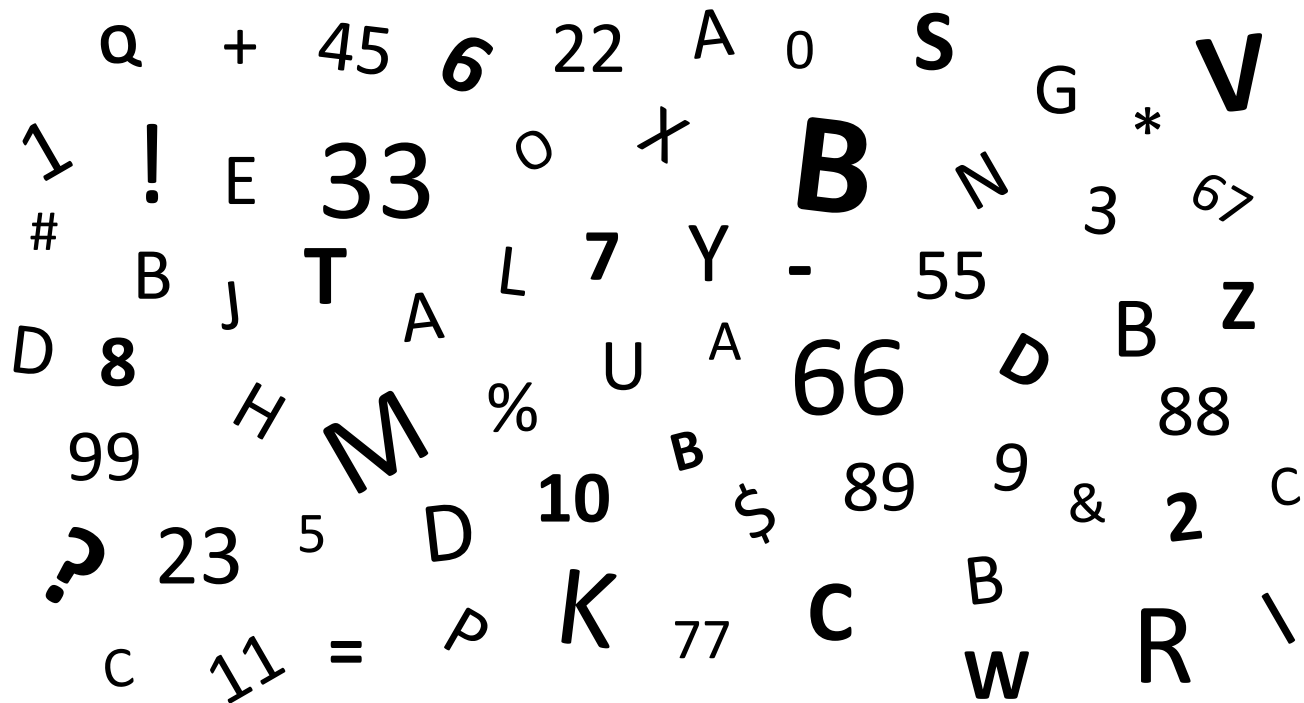 Q + 45 6 22 A 0 S G V
1 ! E 33 O X B N * 67
# B J T A L 7 Y - 55 3 Z
D 8 H M % U A 66 D B 88
99 5 D 10 B $ 89 9 & 2 C
? 23 P K 77 C B W R \
C 11 =